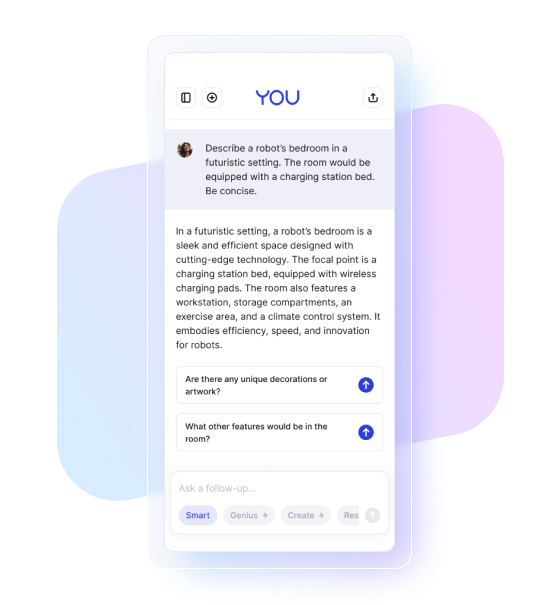 YOU
Describe a robot's bedroom in a
futuristic setting. The room would be
equipped with a charging station bed.
Be concise.
In a futuristic setting, a robot's bedroom is a
sleek and efficient space designed with
cutting-edge technology. The focal point is a
charging station bed, equipped with wireless
charging pads. The room also features a
workstation, storage compartments, an
exercise area, and a climate control system. It
embodies efficiency, speed, and innovation
for robots.
Are there any unique decorations or
artwork?
What other features would be in the
room?
Ask a follow-up...
Smart Genius Create Res